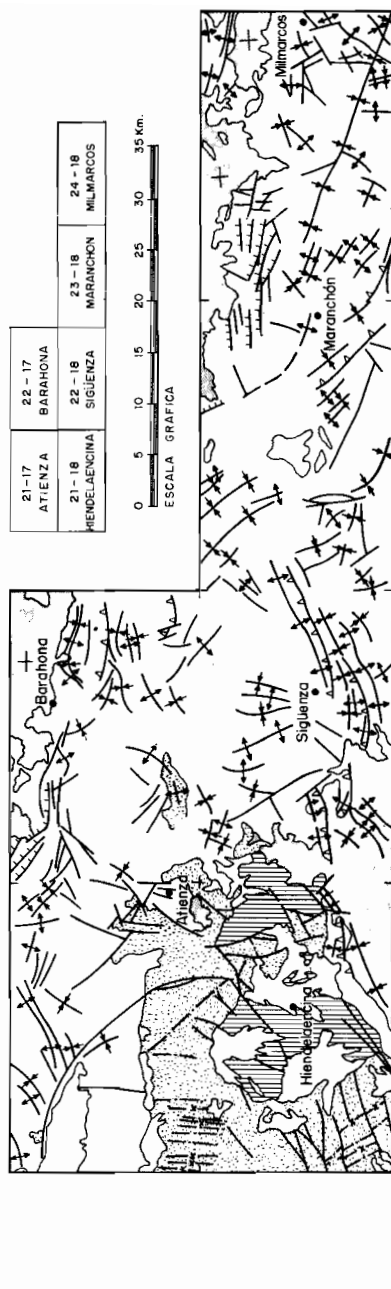 21-17
ATIENZA
22-17
BARAHONA
21-18
HIENDELAENCINA
22-18
SIGÜENZA
23-18
MARANCHON
24-18
MILMARCOS
0 5 10 15 20 25 30 35 Km.
ESCALA GRAFICA
Barahona
Atienza
Hiendelaencina
Sigüenza
Maranchón
Milmarcos